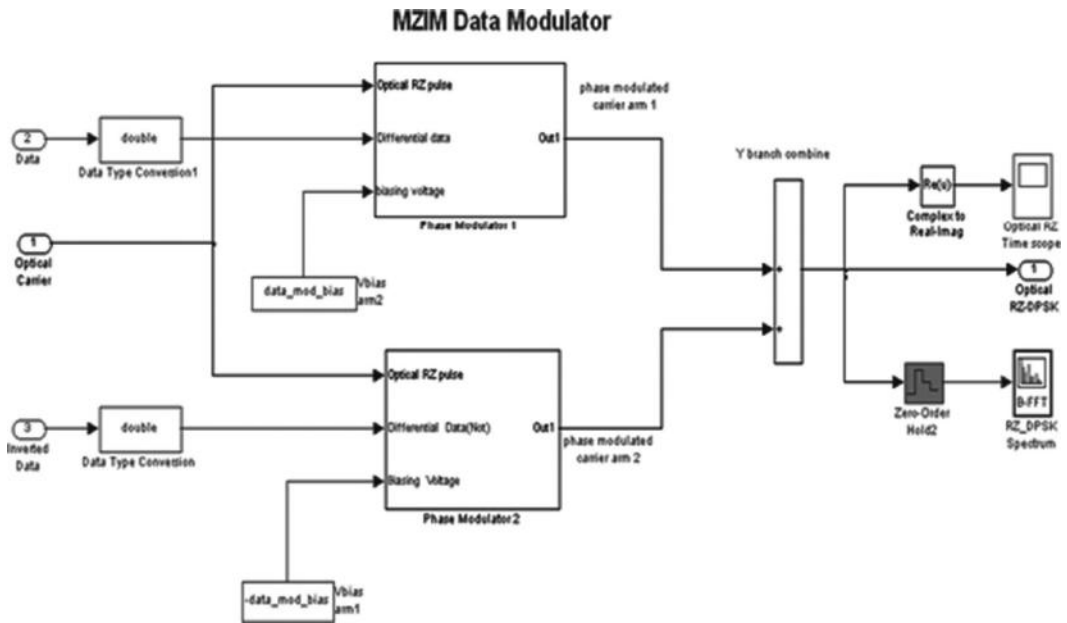 MZIM Data Modulator
Optical RZ pulse
phase modulated
carrier arm 1
2
Data
double
Data Type Conversion1
Differential data
Out1
Y branch combine
biasing voltage
Phase Modulator 1
Re(u)
Complex to
Real-Imag
Optical RZ
Time scope
1
Optical
Carrier
data_mod_bias
Vbias
arm2
+
+
1
Optical
RZ-DPSK
Optical RZ pulse
3
Inverted
Data
double
Data Type Conversion
Differential Data(Not)
Out1
phase modulated
carrier arm 2
Zero-Order
Hold2
B-FFT
RZ_DPSK
Spectrum
Biasing Voltage
Phase Modulator2
-data_mod_bias
Vbias
arm1